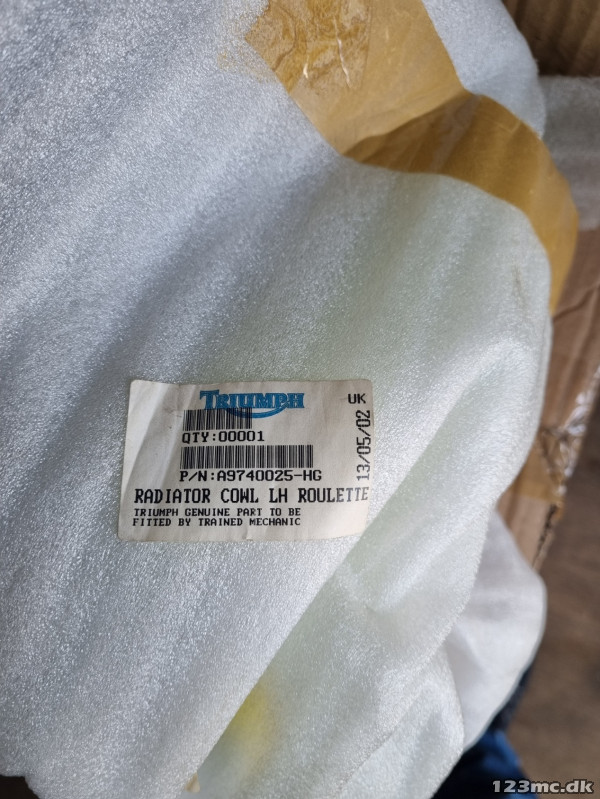 TRIUMPH
UK
QTY:00001
P/N:A9740025-HG
13/05/02
RADIATOR COWL LH ROULETTE
TRIUMPH GENUINE PART TO BE
FITTED BY TRAINED MECHANIC
123mc.dk